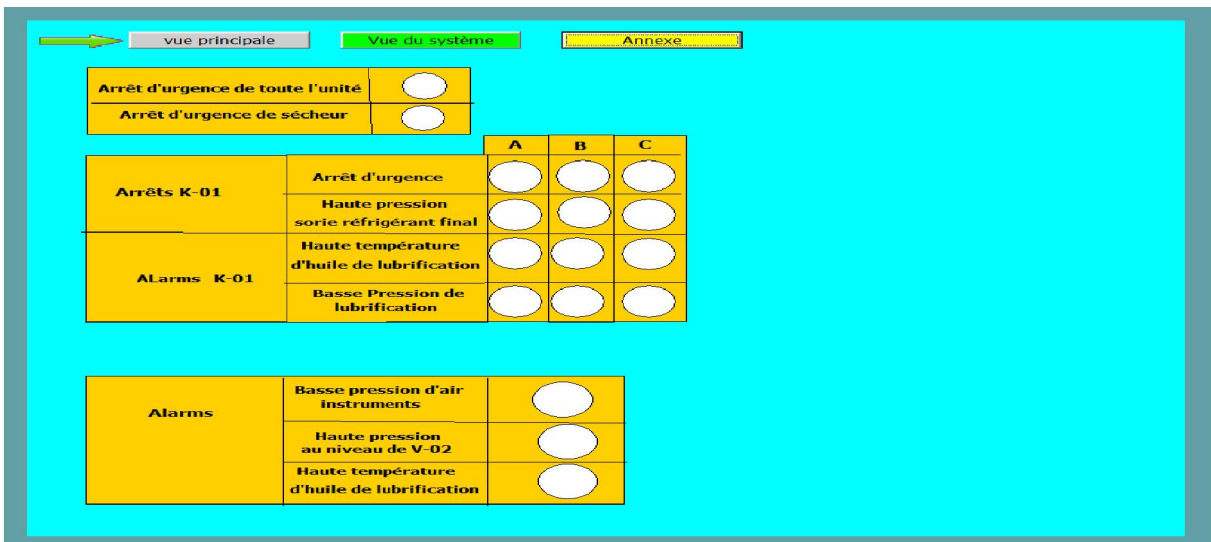 vue principale
Vue du système
Annexe
Arrêt d'urgence de toute l'unité
Arrêt d'urgence de sécheur
A B C
Arrêts K-01
Arrêt d'urgence
Haute pression
sorie réfrigérant final
ALarms K-01
Haute température
d'huile de lubrification
Basse Pression de
lubrification
Alarms
Basse pression d'air
instruments
Haute pression
au niveau de V-02
Haute température
d'huile de lubrification